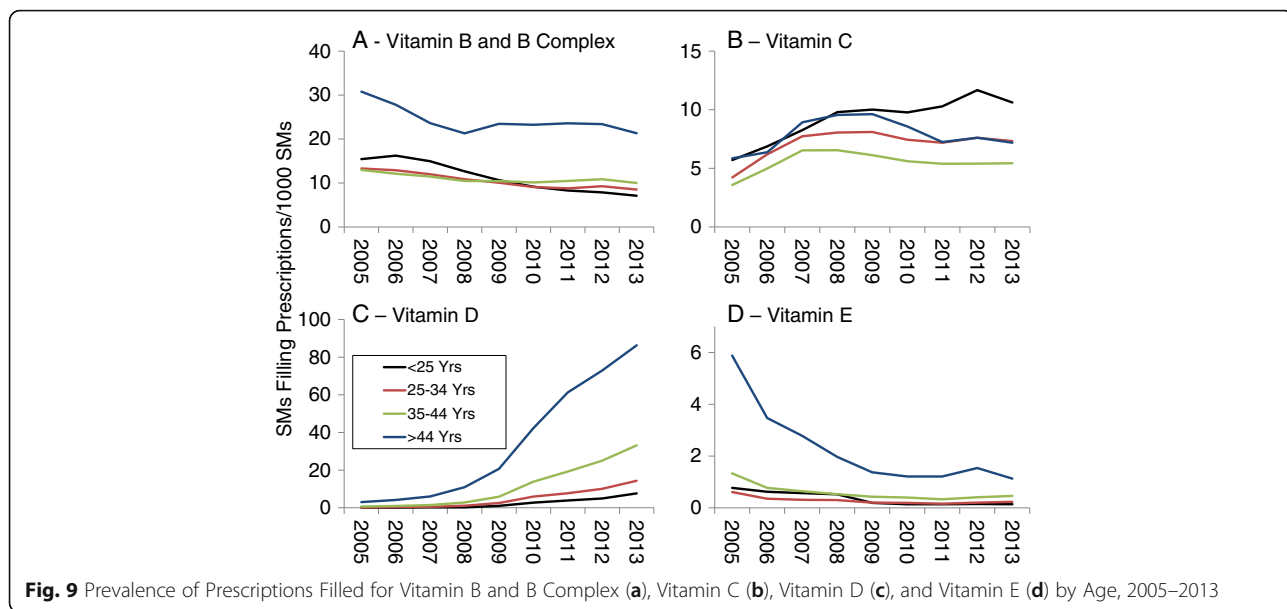 A - Vitamin B and B Complex
40
30
20
10
0
2005 2006 2007 2008 2009 2010 2011 2012 2013
B – Vitamin C
15
10
5
0
2005 2006 2007 2008 2009 2010 2011 2012 2013
SMs Filling Prescriptions/1000 SMs
C – Vitamin D
100
80
60
40
20
0
<25 Yrs
25-34 Yrs
35-44 Yrs
>44 Yrs
2005 2006 2007 2008 2009 2010 2011 2012 2013
D – Vitamin E
6
4
2
0
2005 2006 2007 2008 2009 2010 2011 2012 2013
Fig. 9 Prevalence of Prescriptions Filled for Vitamin B and B Complex (a), Vitamin C (b), Vitamin D (c), and Vitamin E (d) by Age, 2005–2013